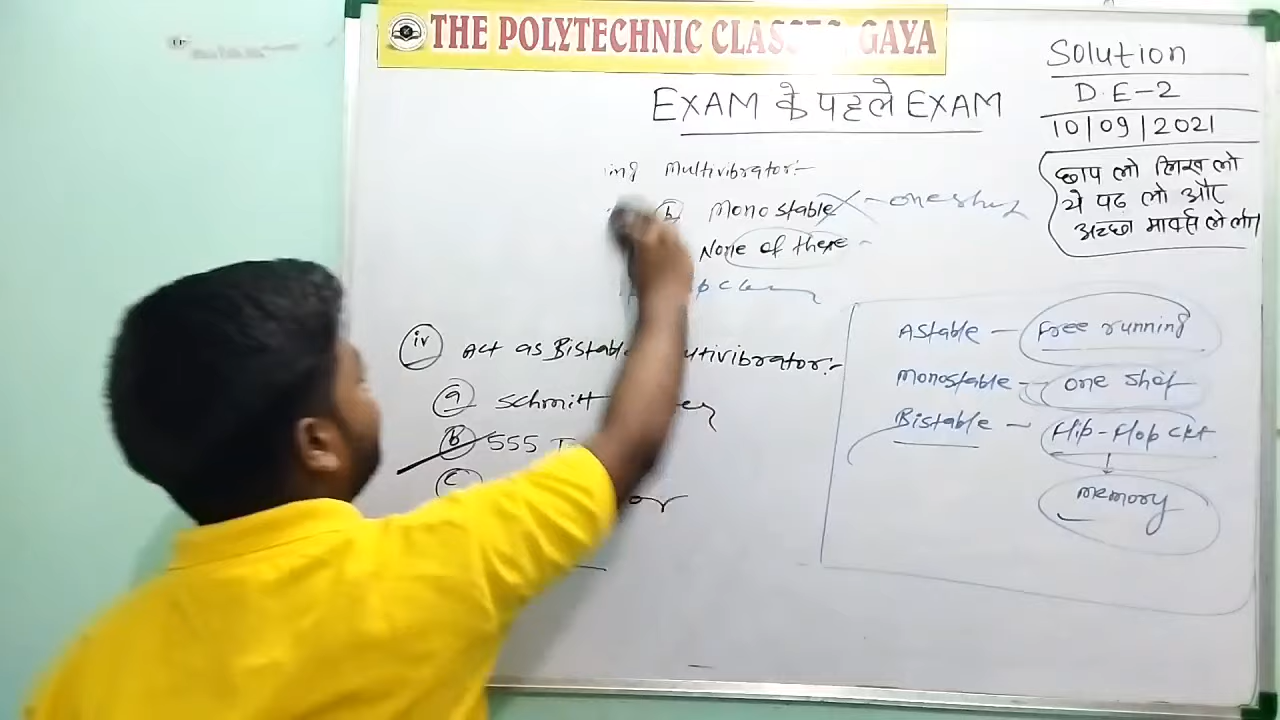 THE POLYTECHNIC CLASSES, GAYA
EXAM के पहले EXAM
Solution
D.E-2
10/09/2021
छाप लो लिख लो
ये पढ़ लो और
अच्छा मार्क्स ले लो।
ing Multivibrator:-
(b) Monostable - one shot
None of these
(iv) Act as Bistable Multivibrator:-
(a) Schmitt
(b) 555
(c)
Astable - Free running
Monostable - one shot
Bistable - Flip-Flop CKT
↓
memory